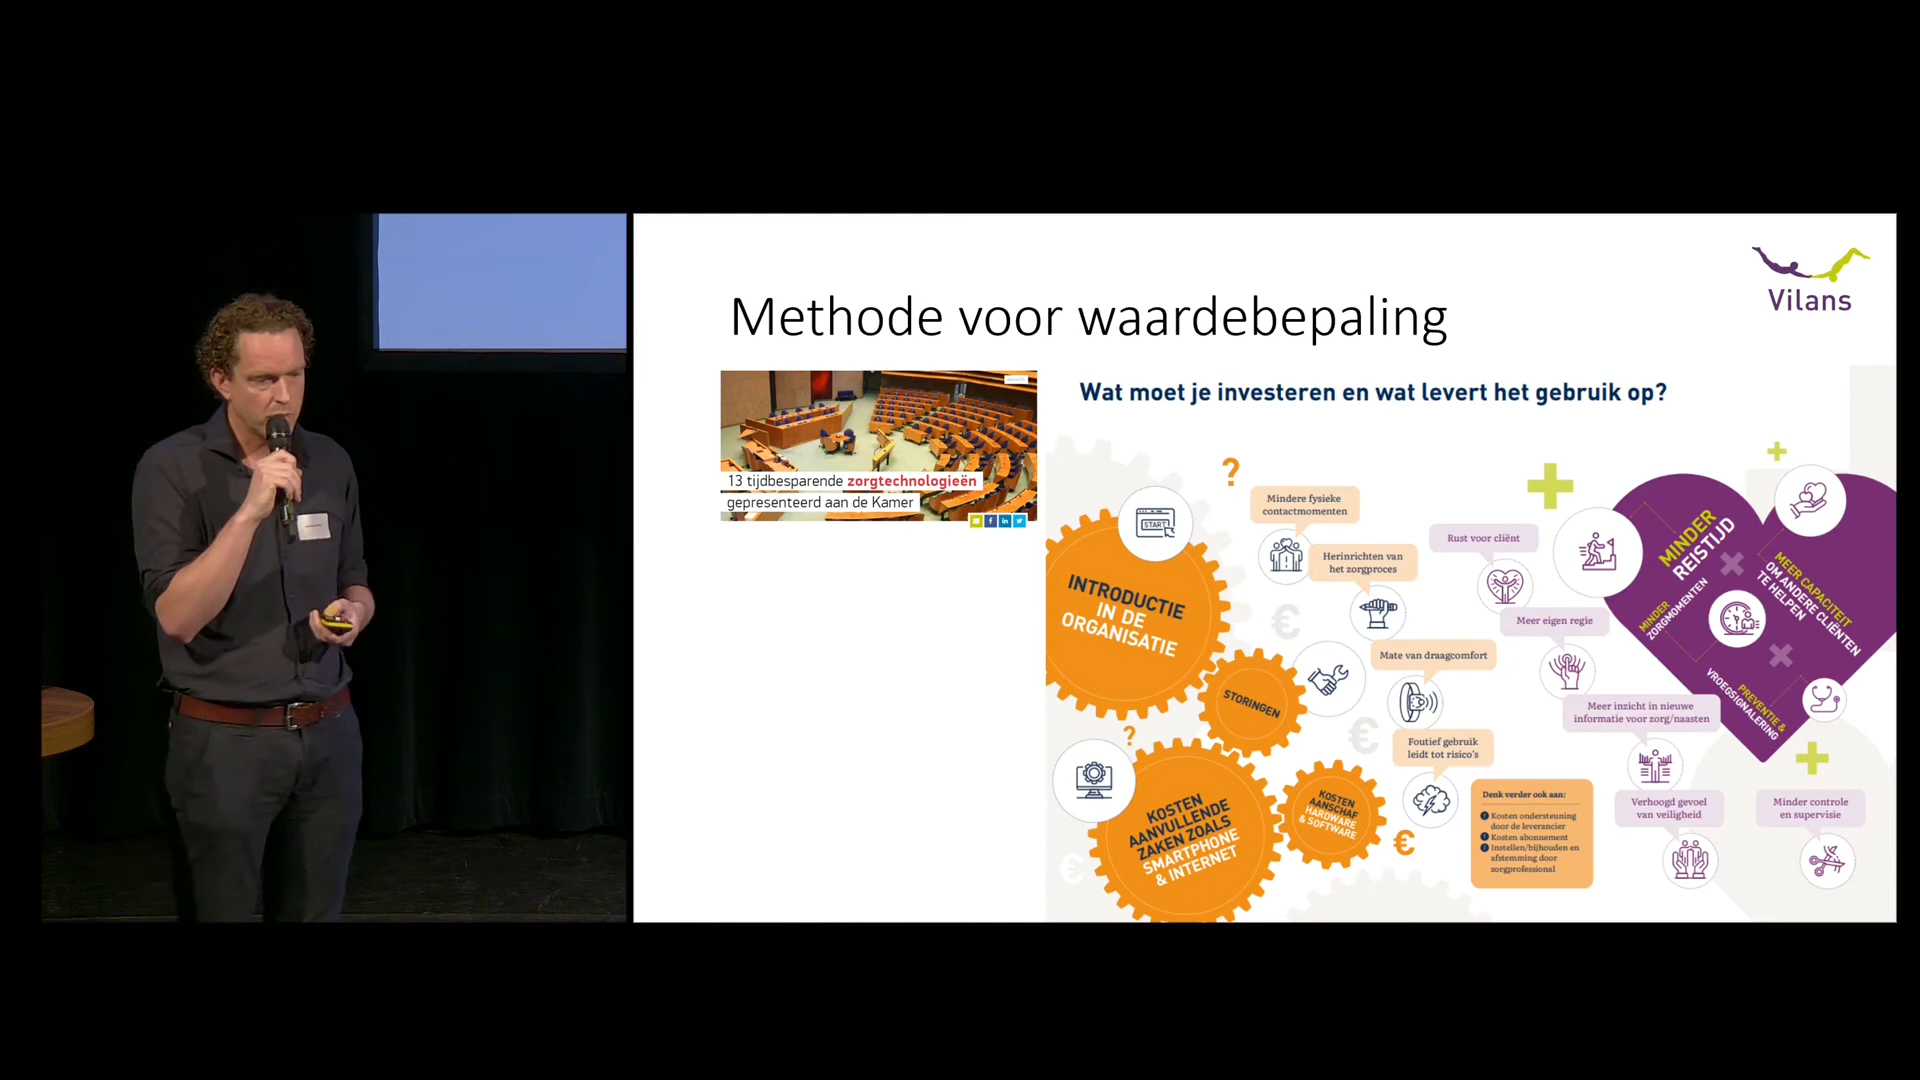 Vilans
Methode voor waardebepaling
13 tijdbesparende zorgtechnologieën
gepresenteerd aan de Kamer
Wat moet je investeren en wat levert het gebruik op?
?
START
INTRODUCTIE
IN DE
ORGANISATIE
STORINGEN
?
KOSTEN
AANVULLENDE
ZAKEN ZOALS
SMARTPHONE
& INTERNET
KOSTEN
AANSCHAF
HARDWARE
& SOFTWARE
€
€
€
€
Mindere fysieke
contactmomenten
Herinrichten van
het zorgproces
Mate van draagcomfort
Foutief gebruik
leidt tot risico's
Denk verder ook aan:
Kosten ondersteuning
door de leverancier
Kosten abonnement
Instellen/bijhouden en
afstemming door
zorgprofessional
Rust voor cliënt
Meer eigen regie
Meer inzicht in nieuwe
informatie voor zorg/naasten
Verhoogd gevoel
van veiligheid
Minder controle
en supervisie
MINDER
REISTIJD
MINDER
ZORGMOMENTEN
MEER CAPACITEIT
OM ANDERE CLIËNTEN
TE HELPEN
PREVENTIE &
VROEGSIGNALERING